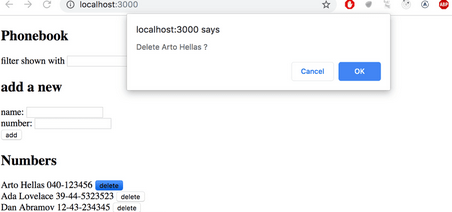 localhost:3000
ABP
localhost:3000 says
Delete Arto Hellas ?
Cancel
OK
Phonebook
filter shown with
add a new
name:
number:
add
Numbers
Arto Hellas 040-123456 delete
Ada Lovelace 39-44-5323523 delete
Dan Abramov 12-43-234345 delete